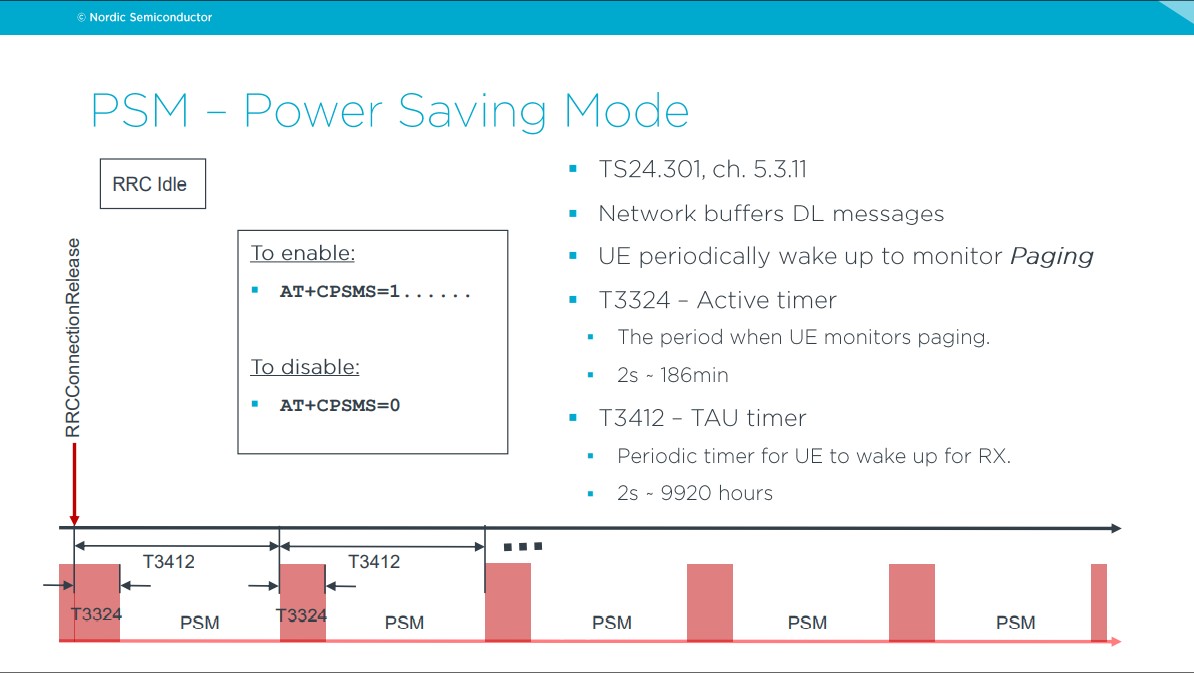 © Nordic Semiconductor
PSM – Power Saving Mode
RRC Idle
RRCConnectionRelease
To enable:
AT+CPSMS=1......
To disable:
AT+CPSMS=0
TS24.301, ch. 5.3.11
Network buffers DL messages
UE periodically wake up to monitor Paging
T3324 – Active timer
The period when UE monitors paging.
2s ~ 186min
T3412 – TAU timer
Periodic timer for UE to wake up for RX.
2s ~ 9920 hours
T3412
T3412
T3324
PSM
T3324
PSM
PSM
PSM
PSM